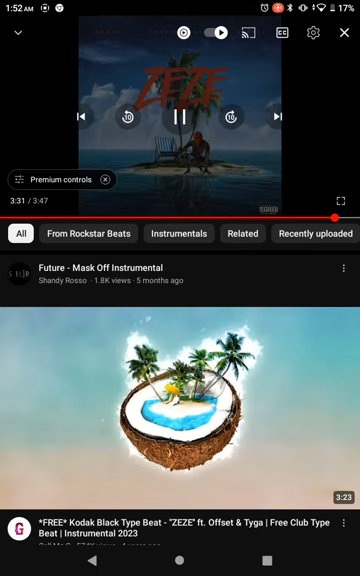 1:52 AM
17%
CC
ZEZE
10
10
Premium controls
3:31 / 3:47
All
From Rockstar Beats
Instrumentals
Related
Recently uploaded
Future - Mask Off Instrumental
Shandy Rosso · 1.8K views · 5 months ago
3:23
G
*FREE* Kodak Black Type Beat - "ZEZE" ft. Offset & Tyga | Free Club Type
Beat | Instrumental 2023